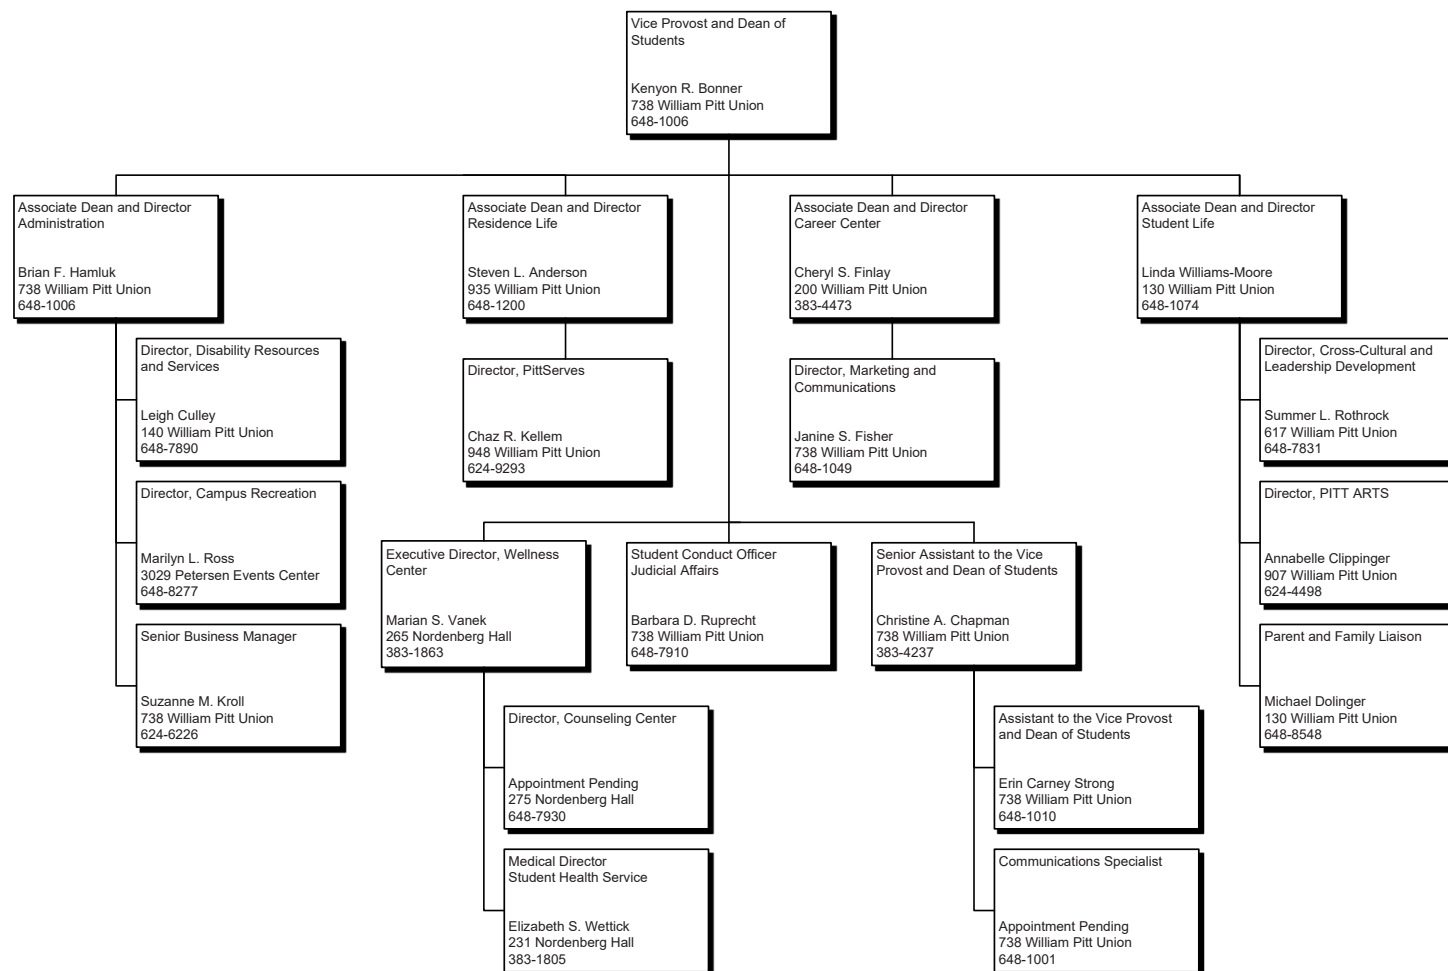 Vice Provost and Dean of
Students
Kenyon R. Bonner
738 William Pitt Union
648-1006
Associate Dean and Director
Administration
Brian F. Hamluk
738 William Pitt Union
648-1006
Associate Dean and Director
Residence Life
Steven L. Anderson
935 William Pitt Union
648-1200
Associate Dean and Director
Career Center
Cheryl S. Finlay
200 William Pitt Union
383-4473
Associate Dean and Director
Student Life
Linda Williams-Moore
130 William Pitt Union
648-1074
Director, Disability Resources
and Services
Leigh Culley
140 William Pitt Union
648-7890
Director, PittServes
Chaz R. Kellem
948 William Pitt Union
624-9293
Director, Marketing and
Communications
Janine S. Fisher
738 William Pitt Union
648-1049
Director, Cross-Cultural and
Leadership Development
Summer L. Rothrock
617 William Pitt Union
648-7831
Director, Campus Recreation
Marilyn L. Ross
3029 Petersen Events Center
648-8277
Director, PITT ARTS
Annabelle Clippinger
907 William Pitt Union
624-4498
Executive Director, Wellness
Center
Marian S. Vanek
265 Nordenberg Hall
383-1863
Student Conduct Officer
Judicial Affairs
Barbara D. Ruprecht
738 William Pitt Union
648-7910
Senior Assistant to the Vice
Provost and Dean of Students
Christine A. Chapman
738 William Pitt Union
383-4237
Senior Business Manager
Suzanne M. Kroll
738 William Pitt Union
624-6226
Parent and Family Liaison
Michael Dolinger
130 William Pitt Union
648-8548
Director, Counseling Center
Appointment Pending
275 Nordenberg Hall
648-7930
Assistant to the Vice Provost
and Dean of Students
Erin Carney Strong
738 William Pitt Union
648-1010
Medical Director
Student Health Service
Elizabeth S. Wettick
231 Nordenberg Hall
383-1805
Communications Specialist
Appointment Pending
738 William Pitt Union
648-1001